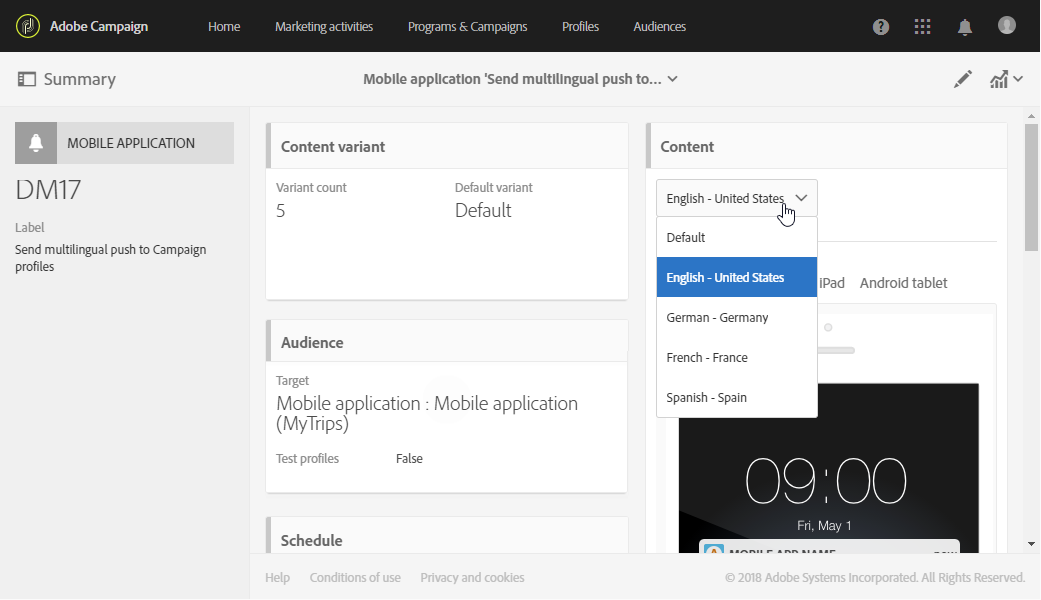 Adobe Campaign
Home
Marketing activities
Programs & Campaigns
Profiles
Audiences
Summary
Mobile application 'Send multilingual push to...
MOBILE APPLICATION
DM17
Label
Send multilingual push to Campaign
profiles
Content variant
Variant count
Default variant
5
Default
Audience
Target
Mobile application : Mobile application
(MyTrips)
Test profiles
False
Schedule
Content
English - United States
Default
English - United States
German - Germany
French - France
Spanish - Spain
iPad
Android tablet
09:00
Fri, May 1
MOBILE APP NAME
now
Help
Conditions of use
Privacy and cookies
© 2018 Adobe Systems Incorporated. All Rights Reserved.